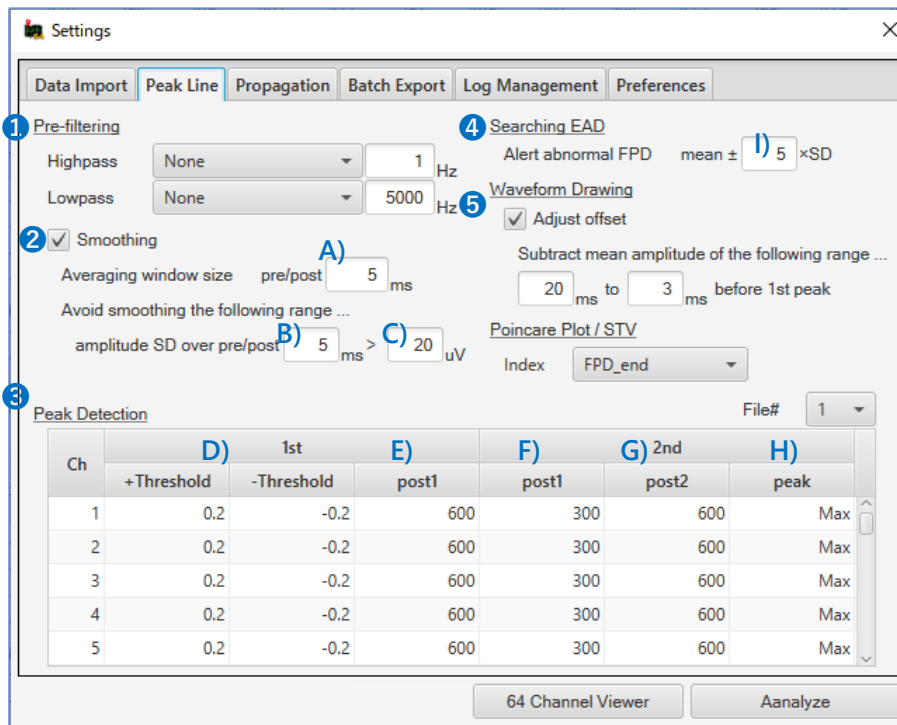 Settings
Data Import Peak Line Propagation Batch Export Log Management Preferences
1 Pre-filtering
Highpass None 1 Hz
Lowpass None 5000 Hz
2 Smoothing
A)
Averaging window size pre/post 5 ms
Avoid smoothing the following range ...
amplitude SD over pre/post B) 5 ms > C) 20 uV
4 Searching EAD
Alert abnormal FPD mean ± I) 5 ×SD
5 Waveform Drawing
Adjust offset
Subtract mean amplitude of the following range ...
20 ms to 3 ms before 1st peak
Poincare Plot / STV
Index FPD_end
3 Peak Detection
File# 1
Ch D) 1st E) F) G) 2nd H)
+Threshold -Threshold post1 post1 post2 peak
1 0.2 -0.2 600 300 600 Max
2 0.2 -0.2 600 300 600 Max
3 0.2 -0.2 600 300 600 Max
4 0.2 -0.2 600 300 600 Max
5 0.2 -0.2 600 300 600 Max
64 Channel Viewer Aanalyze